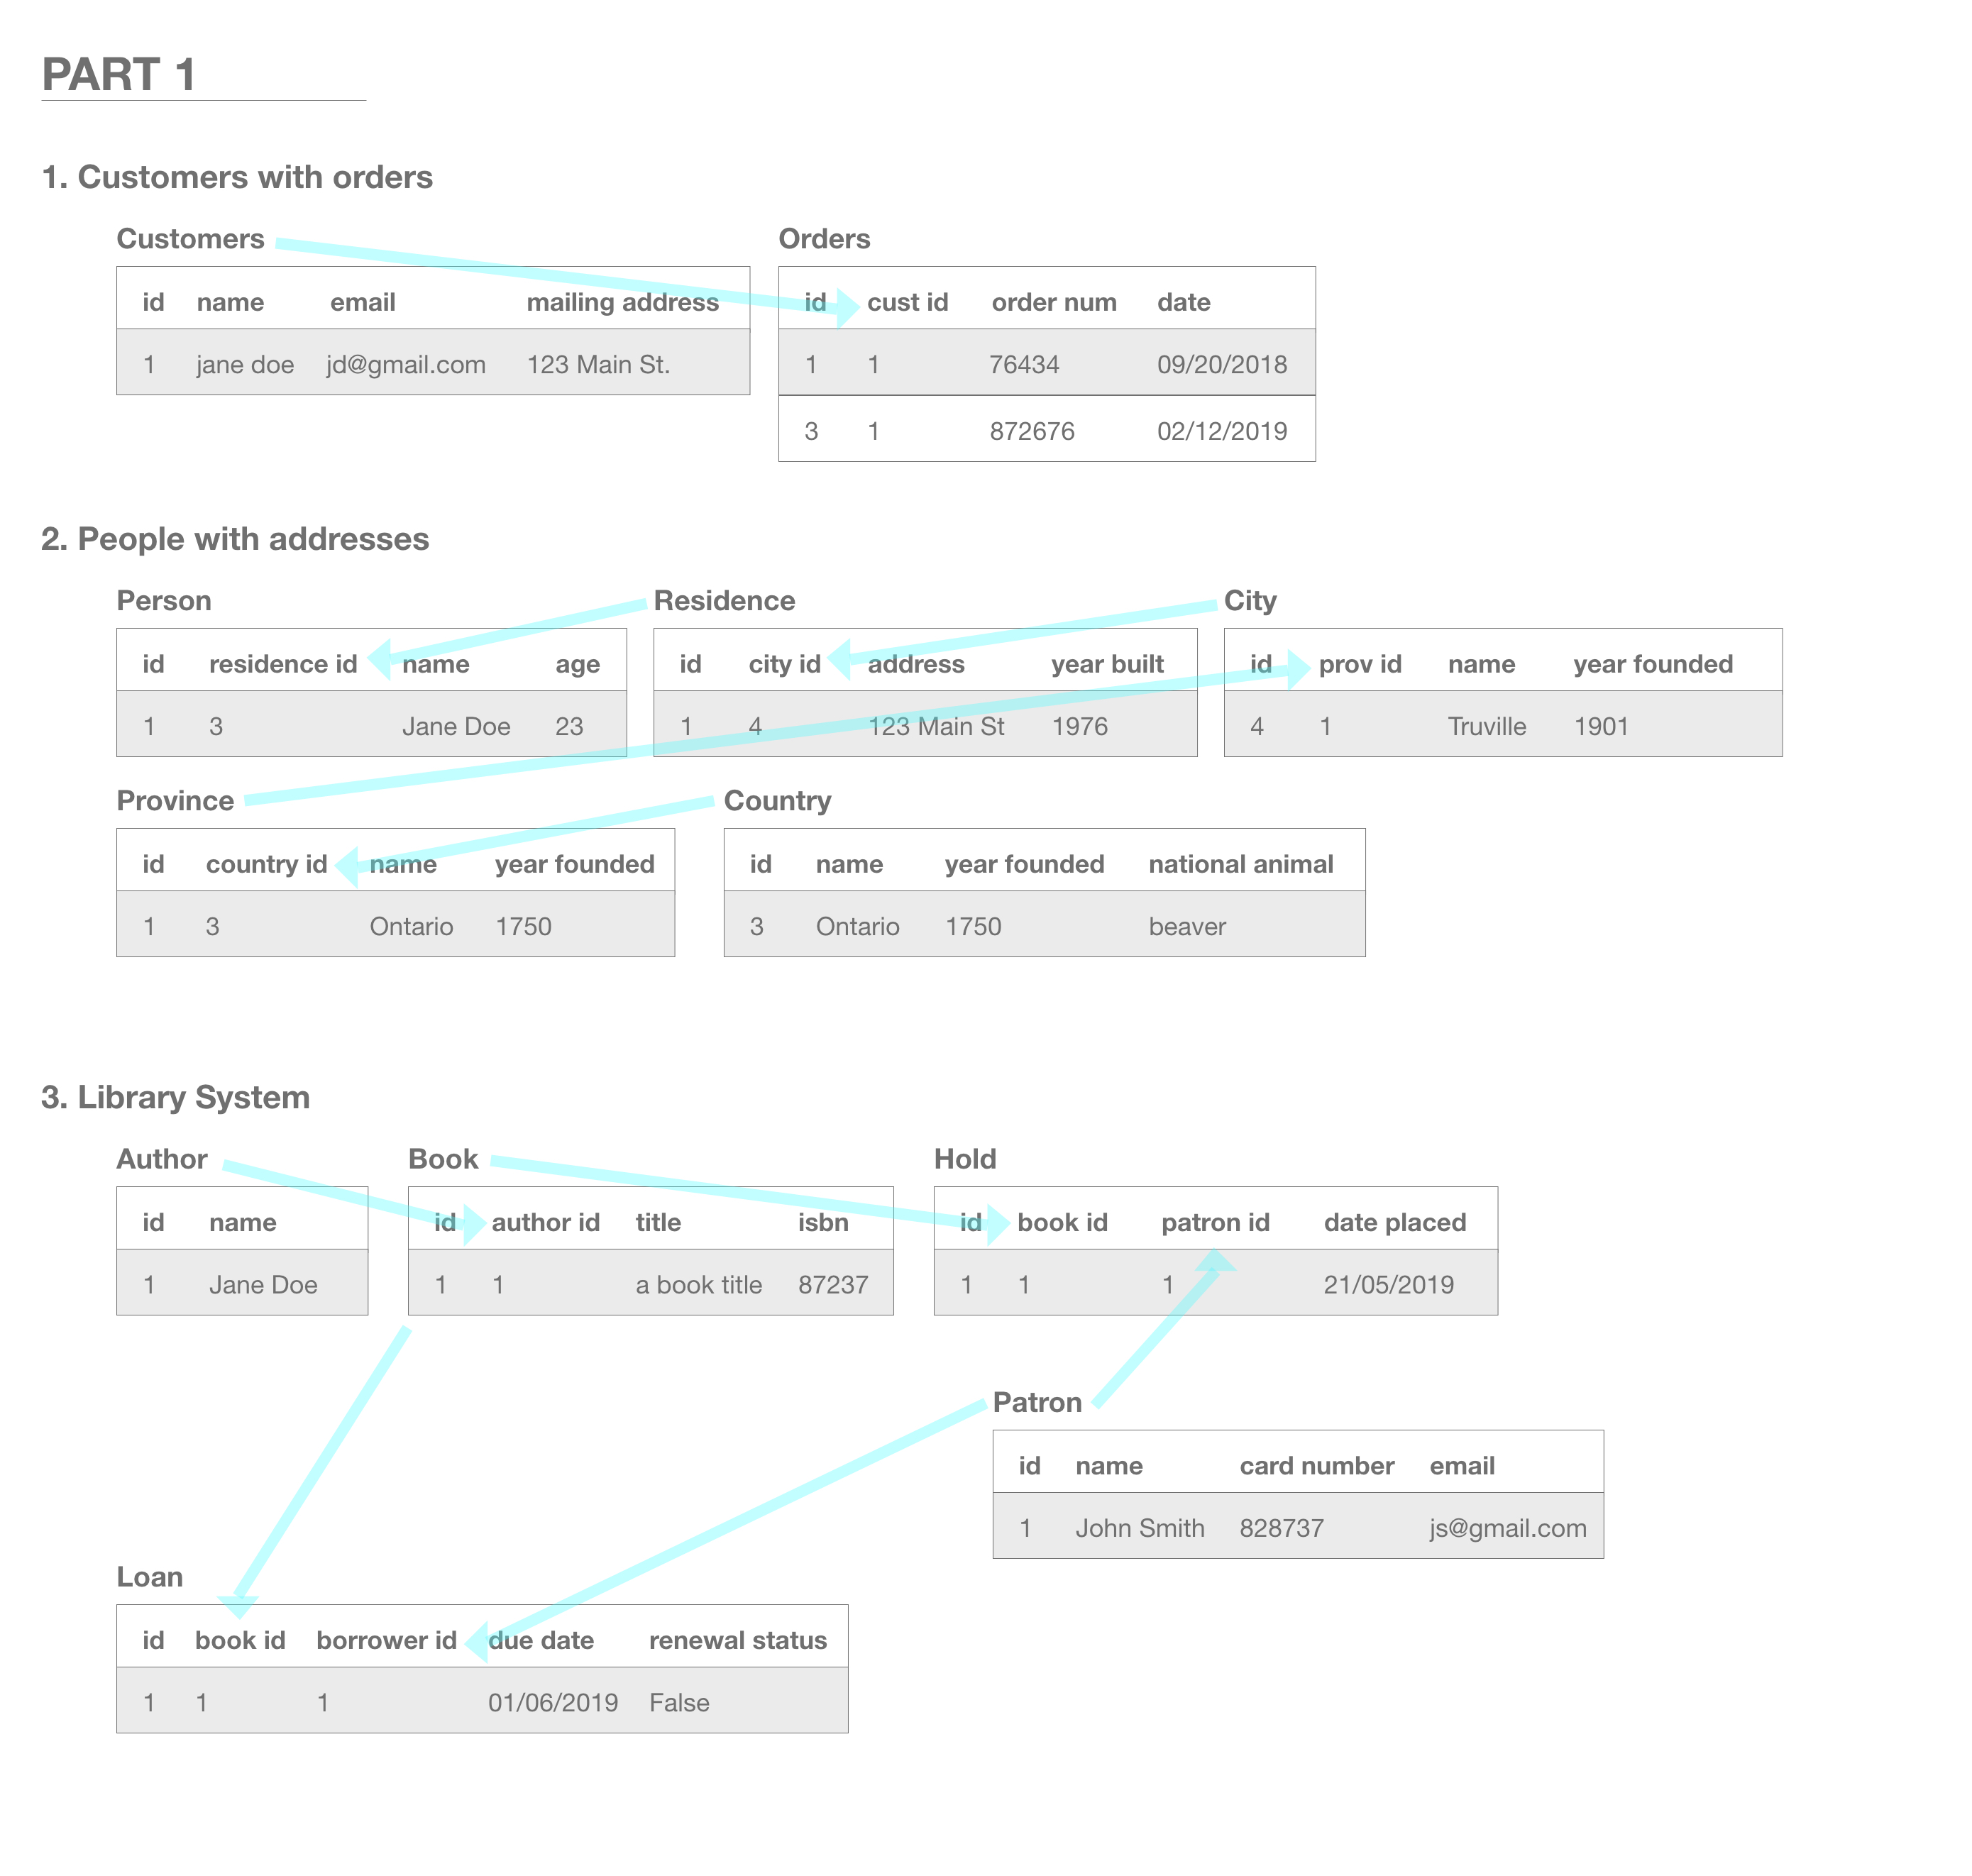 PART 1
1. Customers with orders
Customers
id name email mailing address
1 jane doe jd@gmail.com 123 Main St.
Orders
id cust id order num date
1 1 76434 09/20/2018
3 1 872676 02/12/2019
2. People with addresses
Person
id residence id name age
1 3 Jane Doe 23
Residence
id city id address year built
1 4 123 Main St 1976
City
id prov id name year founded
4 1 Truville 1901
Province
id country id name year founded
1 3 Ontario 1750
Country
id name year founded national animal
3 Ontario 1750 beaver
3. Library System
Author
id name
1 Jane Doe
Book
id author id title isbn
1 1 a book title 87237
Hold
id book id patron id date placed
1 1 1 21/05/2019
Patron
id name card number email
1 John Smith 828737 js@gmail.com
Loan
id book id borrower id due date renewal status
1 1 1 01/06/2019 False